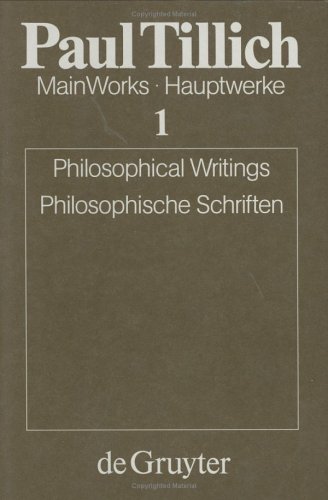 Paul Tillich
MainWorks · Hauptwerke
1
Philosophical Writings
Philosophische Schriften
de Gruyter